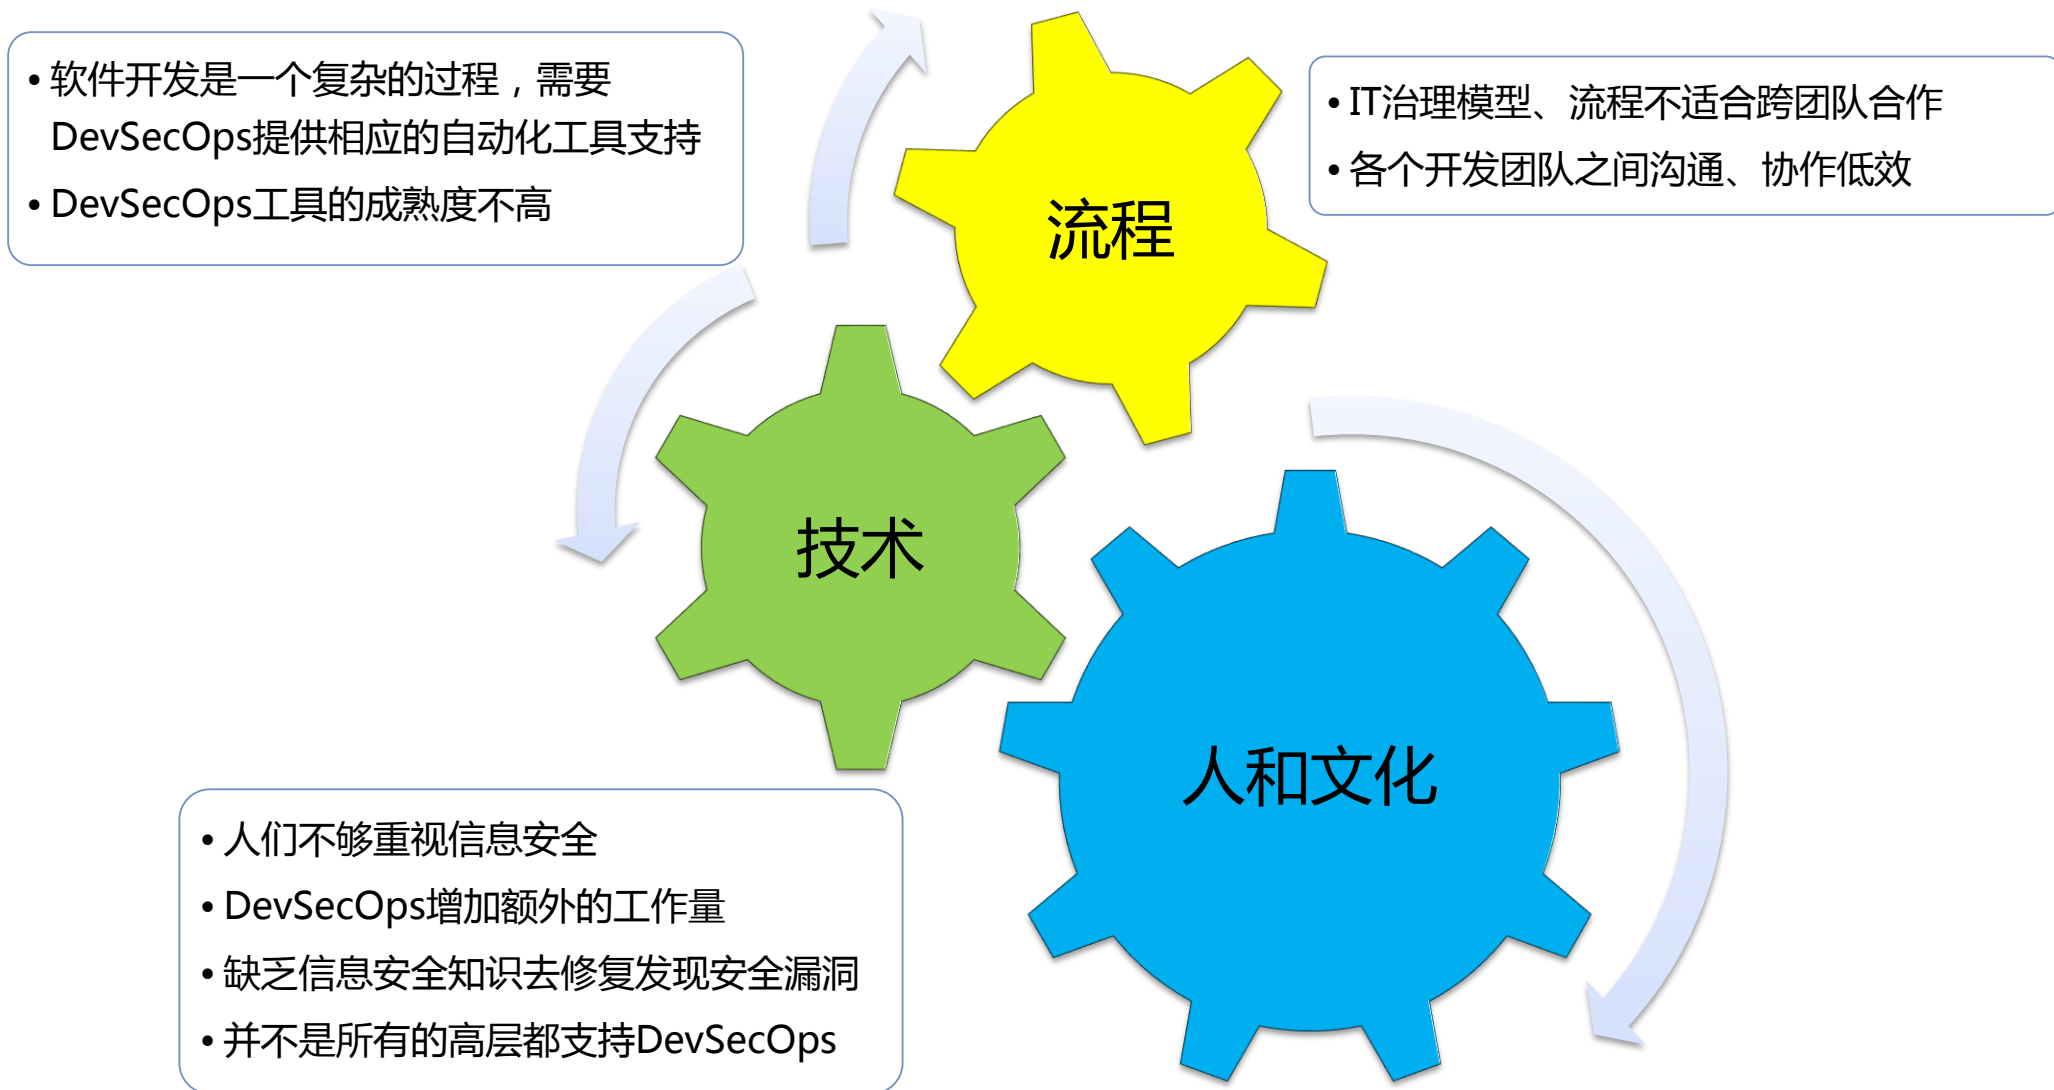 • 软件开发是一个复杂的过程，需要
DevSecOps提供相应的自动化工具支持
• DevSecOps工具的成熟度不高
流程
• IT治理模型、流程不适合跨团队合作
• 各个开发团队之间沟通、协作低效
技术
人和文化
• 人们不够重视信息安全
• DevSecOps增加额外的工作量
• 缺乏信息安全知识去修复发现安全漏洞
• 并不是所有的高层都支持DevSecOps